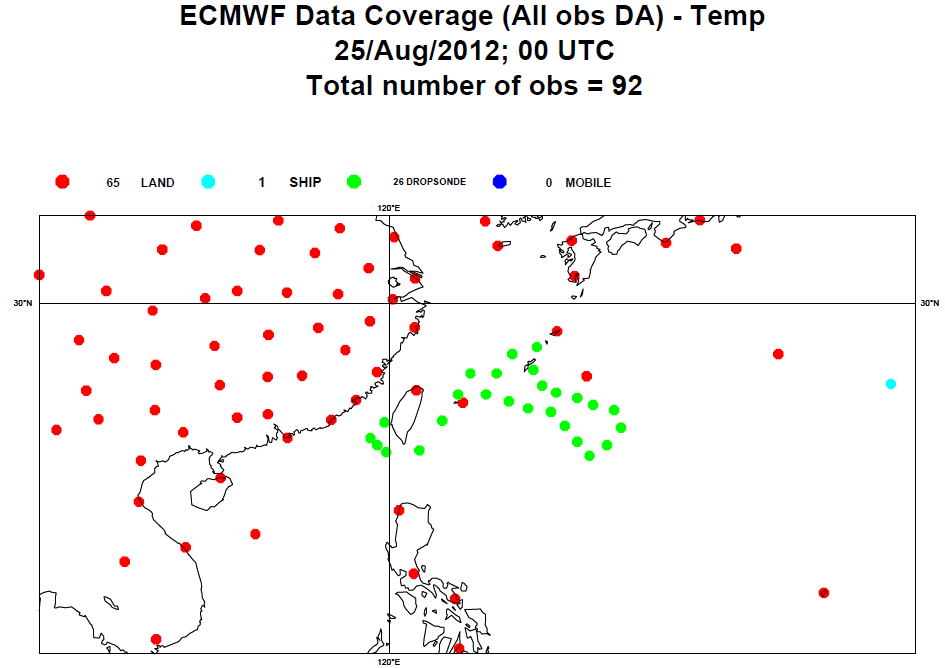 ECMWF Data Coverage (All obs DA) - Temp
25/Aug/2012; 00 UTC
Total number of obs = 92
65 LAND 1 SHIP 26 DROPSONDE 0 MOBILE
120°E
30°N 30°N
120°E